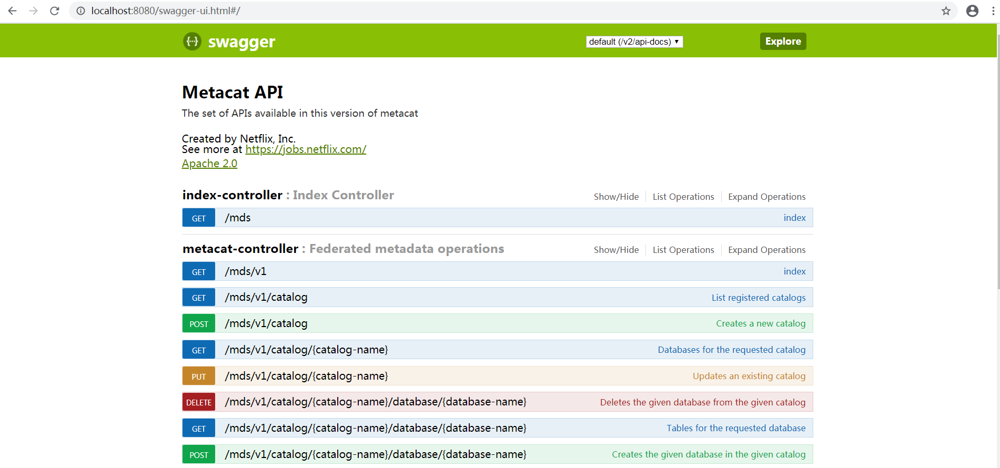 localhost:8080/swagger-ui.html#/
{···} swagger default (/v2/api-docs) Explore
Metacat API
The set of APIs available in this version of metacat
Created by Netflix, Inc.
See more at https://jobs.netflix.com/
Apache 2.0
index-controller : Index Controller Show/Hide List Operations Expand Operations
GET /mds index
metacat-controller : Federated metadata operations Show/Hide List Operations Expand Operations
GET /mds/v1 index
GET /mds/v1/catalog List registered catalogs
POST /mds/v1/catalog Creates a new catalog
GET /mds/v1/catalog/{catalog-name} Databases for the requested catalog
PUT /mds/v1/catalog/{catalog-name} Updates an existing catalog
DELETE /mds/v1/catalog/{catalog-name}/database/{database-name} Deletes the given database from the given catalog
GET /mds/v1/catalog/{catalog-name}/database/{database-name} Tables for the requested database
POST /mds/v1/catalog/{catalog-name}/database/{database-name} Creates the given database in the given catalog